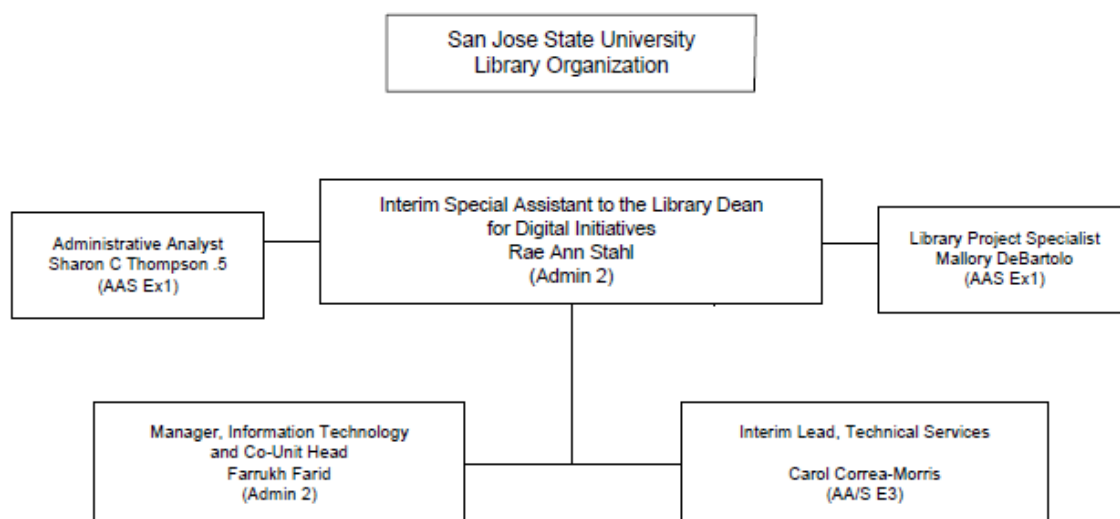 San Jose State University
Library Organization
Interim Special Assistant to the Library Dean
for Digital Initiatives
Rae Ann Stahl
(Admin 2)
Administrative Analyst
Sharon C Thompson .5
(AAS Ex1)
Library Project Specialist
Mallory DeBartolo
(AAS Ex1)
Manager, Information Technology
and Co-Unit Head
Farrukh Farid
(Admin 2)
Interim Lead, Technical Services
Carol Correa-Morris
(AA/S E3)